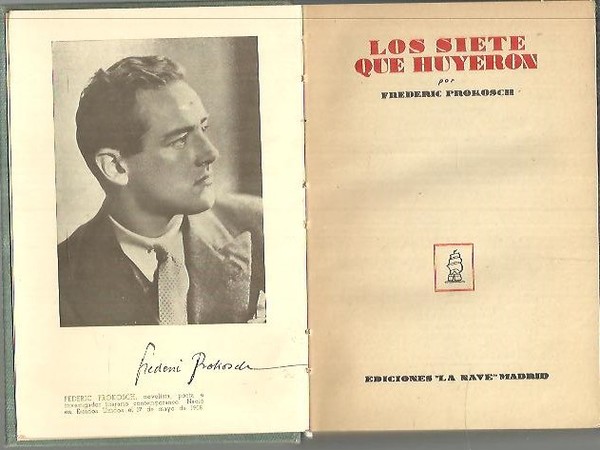 Frederic Prokosch
FEDERIC PROKOSCH, novelista, poeta e
investigador literario contemporáneo. Nació
en Estados Unidos el 17 de mayo de 1908
LOS SIETE
QUE HUYERON
por
FREDERIC PROKOSCH
EDICIONES "LA NAVE" MADRID